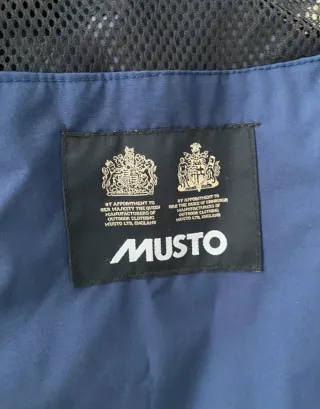 BY APPOINTMENT TO
HER MAJESTY THE QUEEN
MANUFACTURERS OF
OUTDOOR CLOTHING
MUSTO LTD, ENGLAND
BY APPOINTMENT TO
HRH THE DUKE OF EDINBURGH
MANUFACTURERS OF
OUTDOOR CLOTHING
MUSTO LTD, ENGLAND
MUSTO